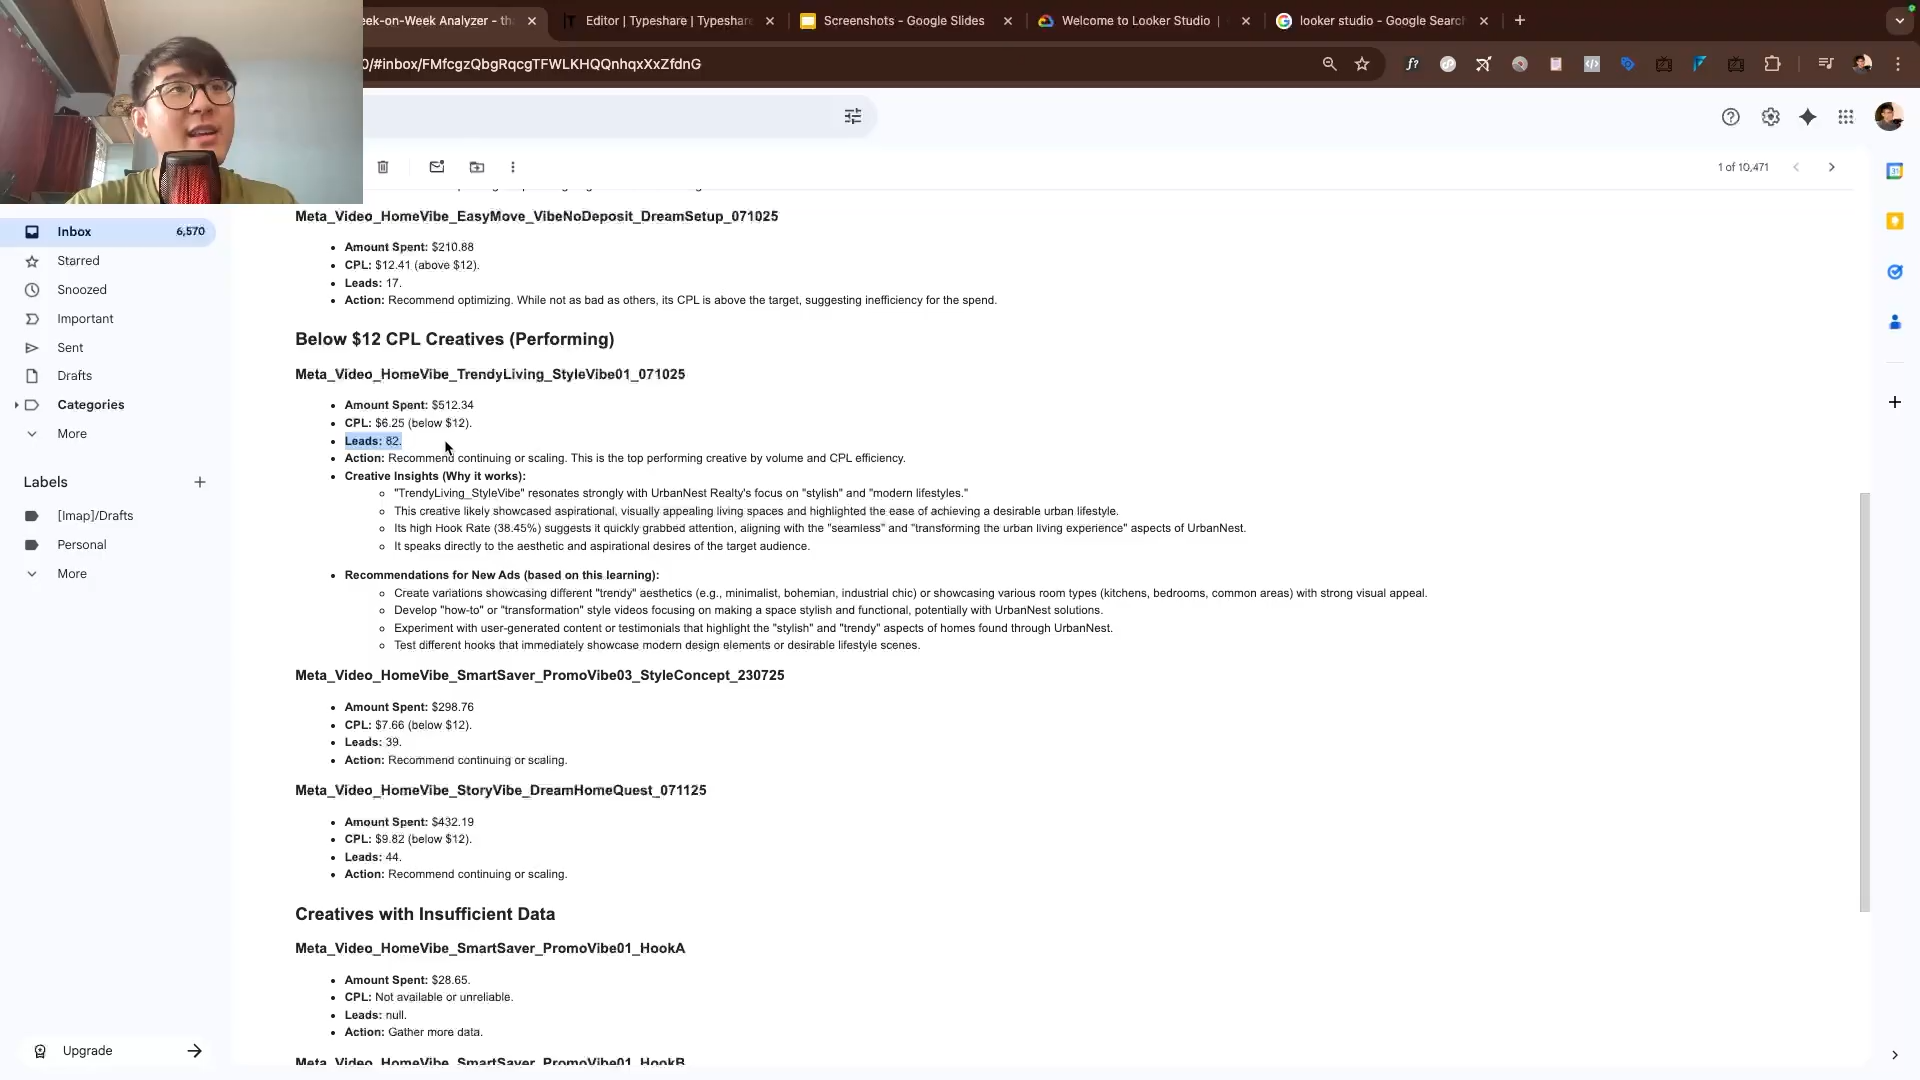 eek-on-Week Analyzer - tha
Editor | Typeshare | Typeshare
Screenshots - Google Slides
Welcome to Looker Studio |
looker studio - Google Search
0/#inbox/FMfcgzQbgRqcgTFWLKHQQnhqxXxZfdnG
1 of 10,471
Inbox 6,570
Starred
Snoozed
Important
Sent
Drafts
Categories
More
Labels
[Imap]/Drafts
Personal
More
Upgrade
Meta_Video_HomeVibe_EasyMove_VibeNoDeposit_DreamSetup_071025
Amount Spent: $210.88
CPL: $12.41 (above $12).
Leads: 17.
Action: Recommend optimizing. While not as bad as others, its CPL is above the target, suggesting inefficiency for the spend.
Below $12 CPL Creatives (Performing)
Meta_Video_HomeVibe_TrendyLiving_StyleVibe01_071025
Amount Spent: $512.34
CPL: $6.25 (below $12).
Leads: 82.
Action: Recommend continuing or scaling. This is the top performing creative by volume and CPL efficiency.
Creative Insights (Why it works):
"TrendyLiving_StyleVibe" resonates strongly with UrbanNest Realty's focus on "stylish" and "modern lifestyles."
This creative likely showcased aspirational, visually appealing living spaces and highlighted the ease of achieving a desirable urban lifestyle.
Its high Hook Rate (38.45%) suggests it quickly grabbed attention, aligning with the "seamless" and "transforming the urban living experience" aspects of UrbanNest.
It speaks directly to the aesthetic and aspirational desires of the target audience.
Recommendations for New Ads (based on this learning):
Create variations showcasing different "trendy" aesthetics (e.g., minimalist, bohemian, industrial chic) or showcasing various room types (kitchens, bedrooms, common areas) with strong visual appeal.
Develop "how-to" or "transformation" style videos focusing on making a space stylish and functional, potentially with UrbanNest solutions.
Experiment with user-generated content or testimonials that highlight the "stylish" and "trendy" aspects of homes found through UrbanNest.
Test different hooks that immediately showcase modern design elements or desirable lifestyle scenes.
Meta_Video_HomeVibe_SmartSaver_PromoVibe03_StyleConcept_230725
Amount Spent: $298.76
CPL: $7.66 (below $12).
Leads: 39.
Action: Recommend continuing or scaling.
Meta_Video_HomeVibe_StoryVibe_DreamHomeQuest_071125
Amount Spent: $432.19
CPL: $9.82 (below $12).
Leads: 44.
Action: Recommend continuing or scaling.
Creatives with Insufficient Data
Meta_Video_HomeVibe_SmartSaver_PromoVibe01_HookA
Amount Spent: $28.65.
CPL: Not available or unreliable.
Leads: null.
Action: Gather more data.
Meta_Video_HomeVibe_SmartSaver_PromoVibe01_HookB